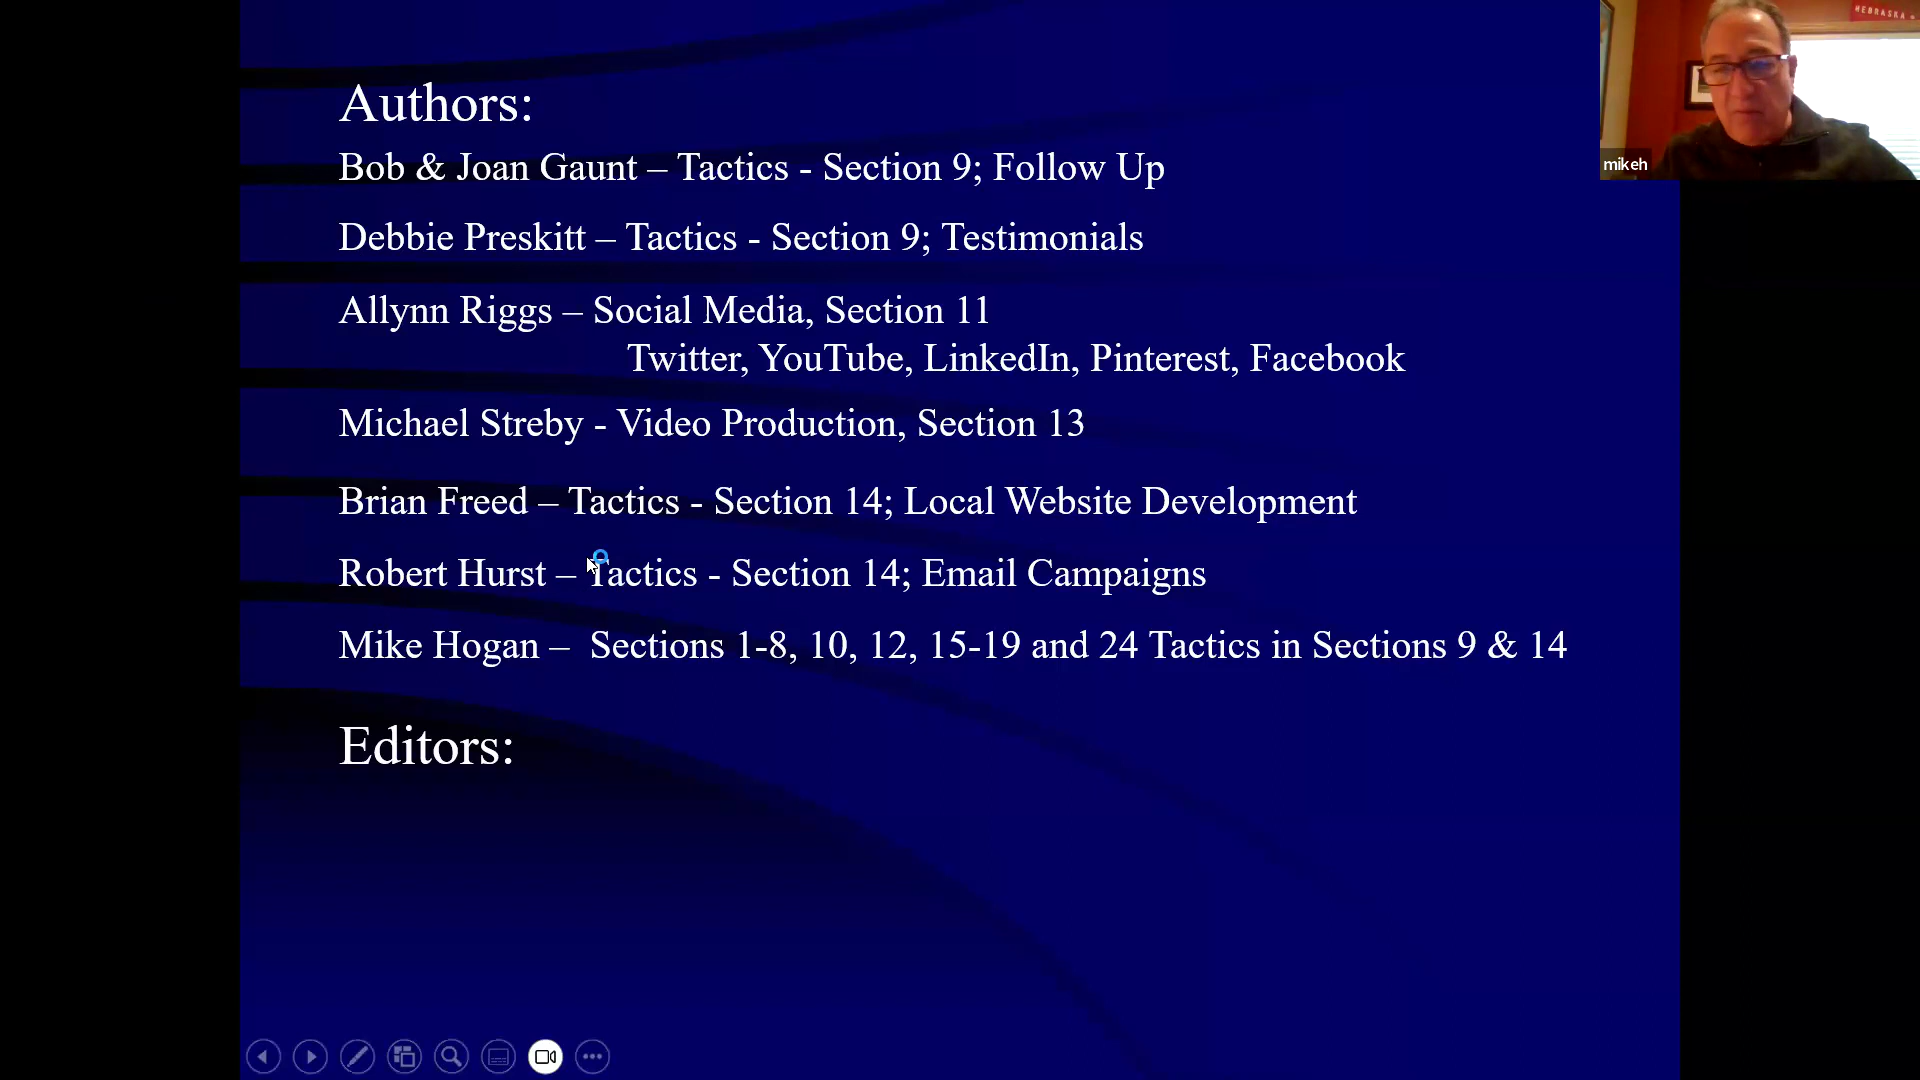 Authors:
Bob & Joan Gaunt – Tactics - Section 9; Follow Up
Debbie Preskitt – Tactics - Section 9; Testimonials
Allynn Riggs – Social Media, Section 11
Twitter, YouTube, LinkedIn, Pinterest, Facebook
Michael Streby - Video Production, Section 13
Brian Freed – Tactics - Section 14; Local Website Development
Robert Hurst – Tactics - Section 14; Email Campaigns
Mike Hogan – Sections 1-8, 10, 12, 15-19 and 24 Tactics in Sections 9 & 14
Editors:
NEBRASKA
mikeh